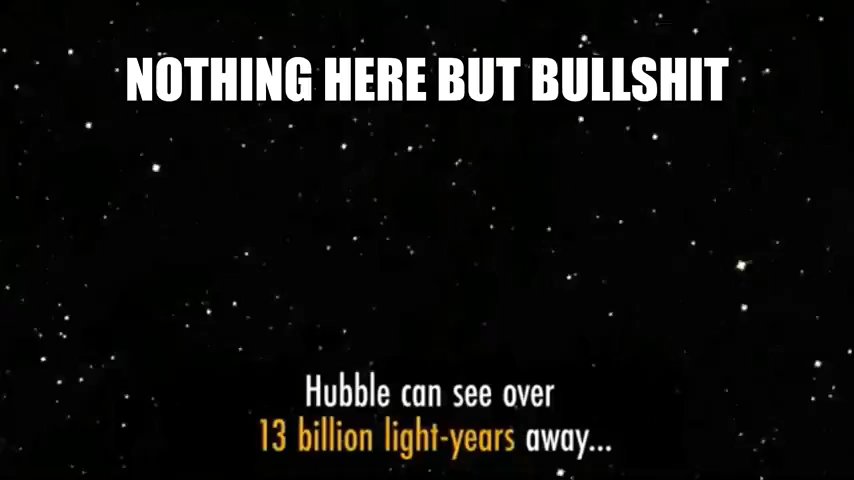 NOTHING HERE BUT BULLSHIT
Hubble can see over
13 billion light-years away...